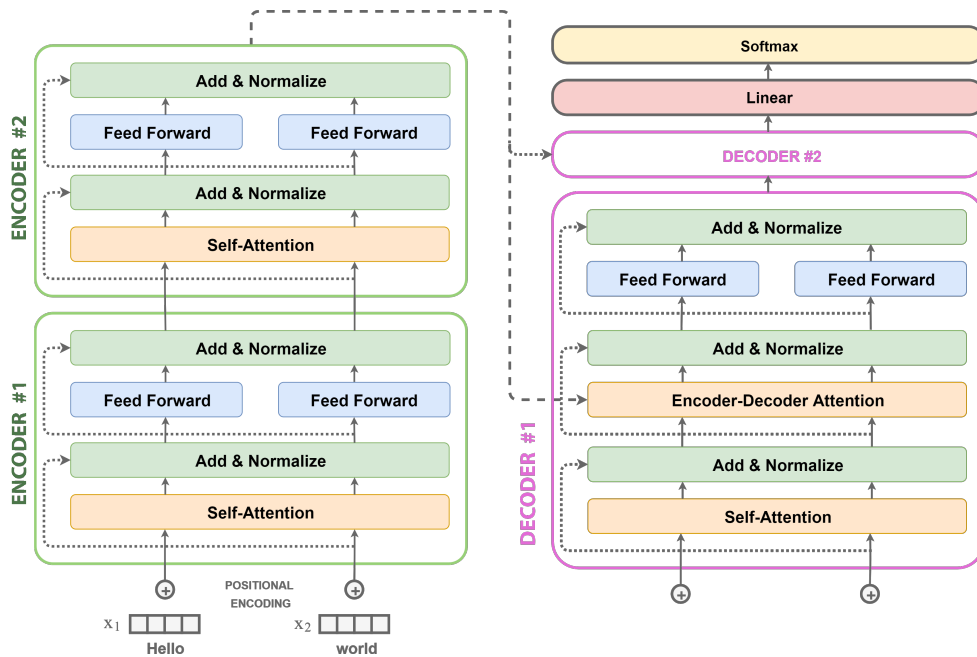 ENCODER #2
Add & Normalize
Feed Forward
Feed Forward
Add & Normalize
Self-Attention
ENCODER #1
Add & Normalize
Feed Forward
Feed Forward
Add & Normalize
Self-Attention
POSITIONAL
ENCODING
x1
x2
Hello
world
Softmax
Linear
DECODER #2
DECODER #1
Add & Normalize
Feed Forward
Feed Forward
Add & Normalize
Encoder-Decoder Attention
Add & Normalize
Self-Attention